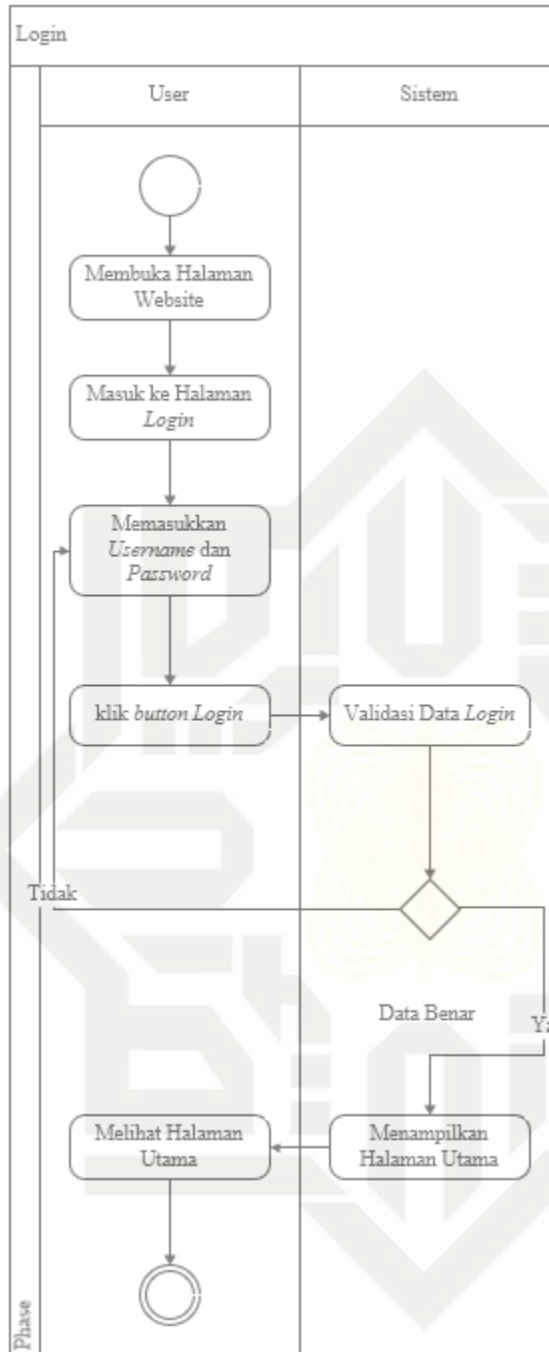 Login
User
Sistem
Membuka Halaman
Website
Masuk ke Halaman
Login
Memasukkan
Username dan
Password
klik button Login
Validasi Data Login
Tidak
Data Benar
Ya
Melihat Halaman
Utama
Menampilkan
Halaman Utama
Phase